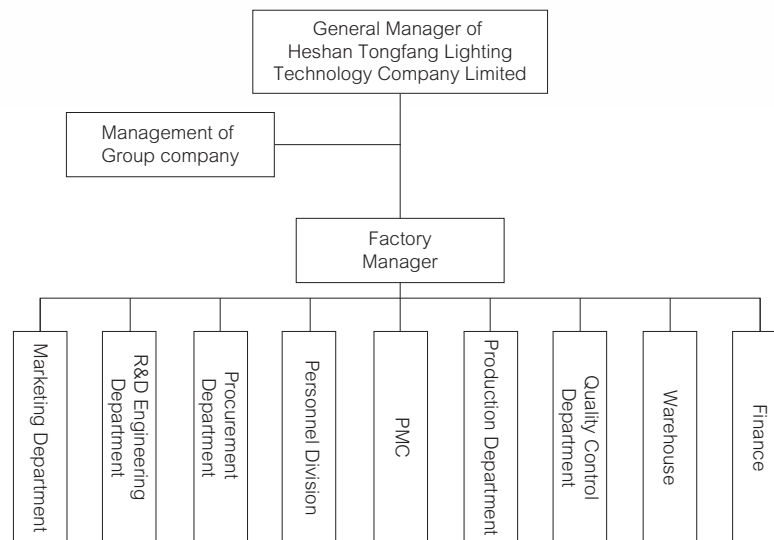 General Manager of
Heshan Tongfang Lighting
Technology Company Limited
Management of
Group company
Factory
Manager
Marketing Department
R&D Engineering
Department
Procurement
Department
Personnel Division
PMC
Production Department
Quality Control
Department
Warehouse
Finance